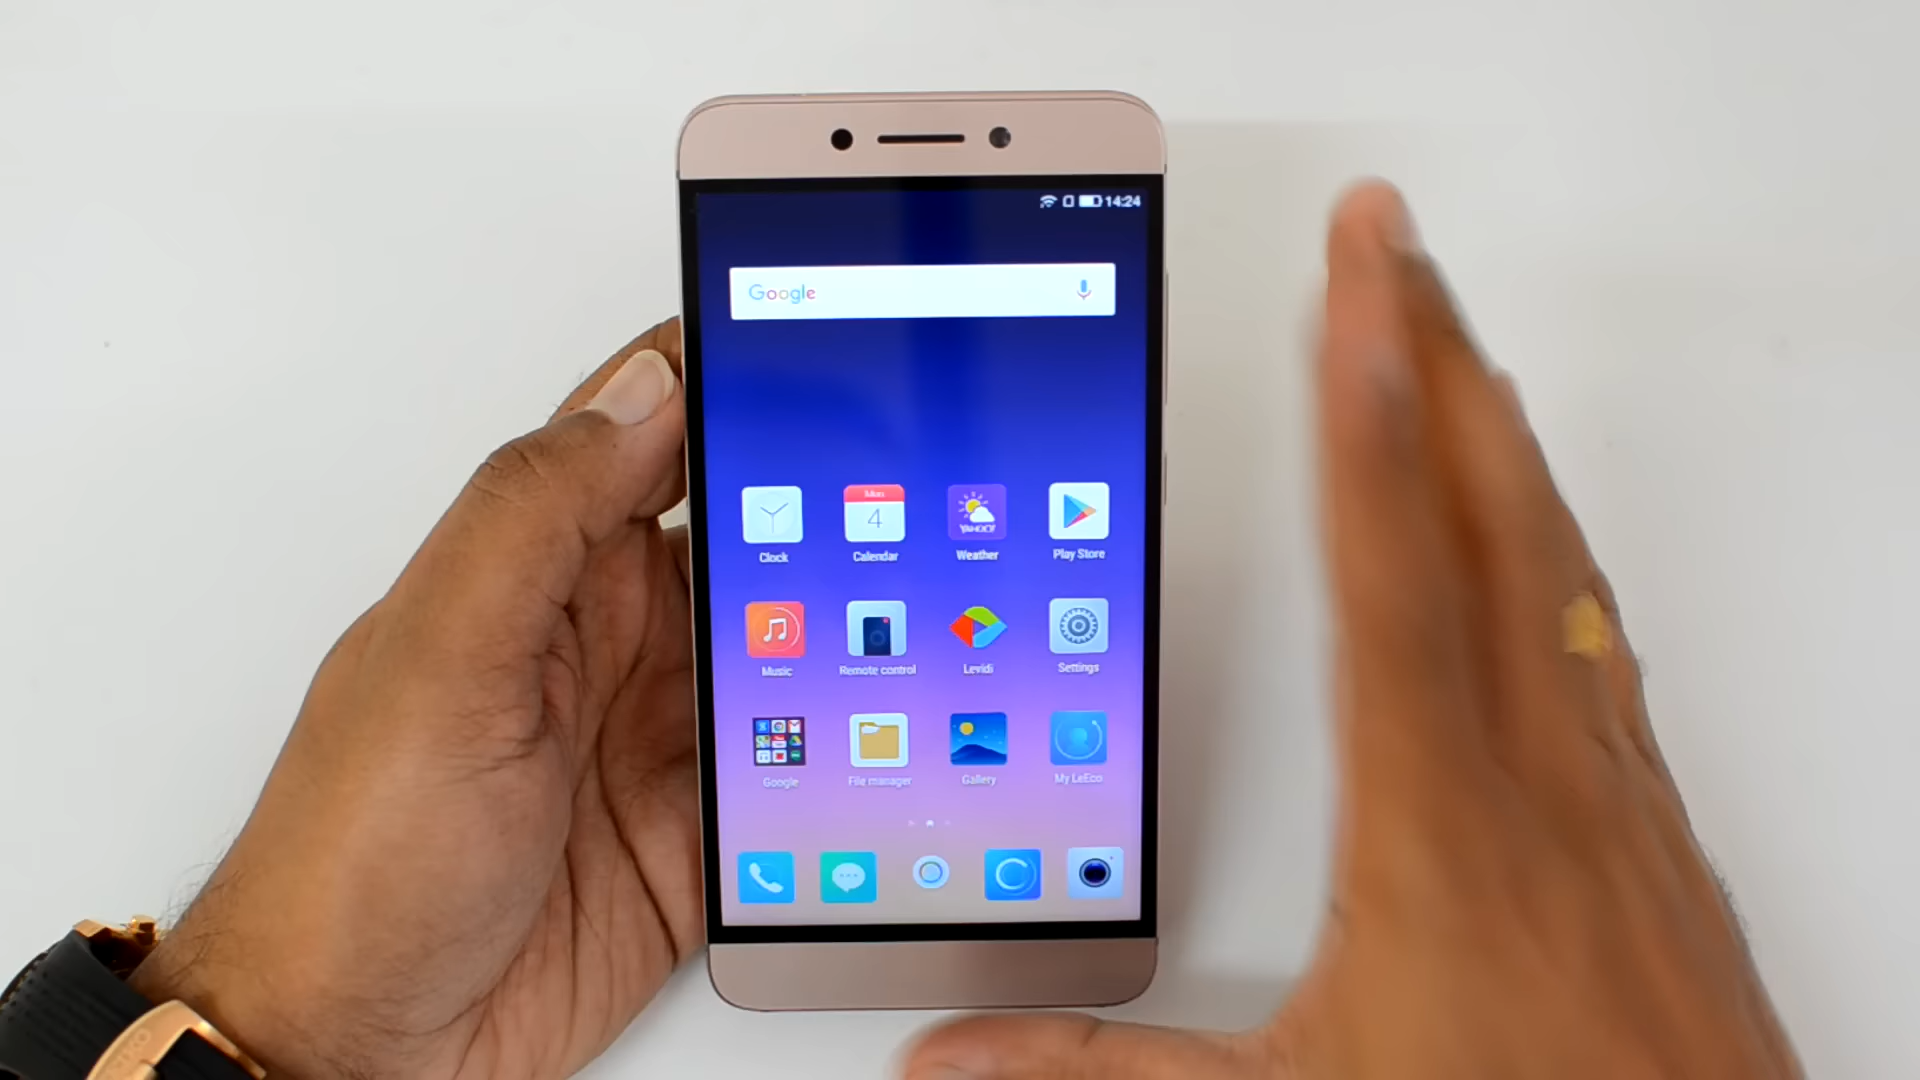 14:24
Google
Mon
4
YAHOO!
Clock Calendar Weather Play Store
Music Remote control Levidi Settings
Google File manager Gallery My LeEco